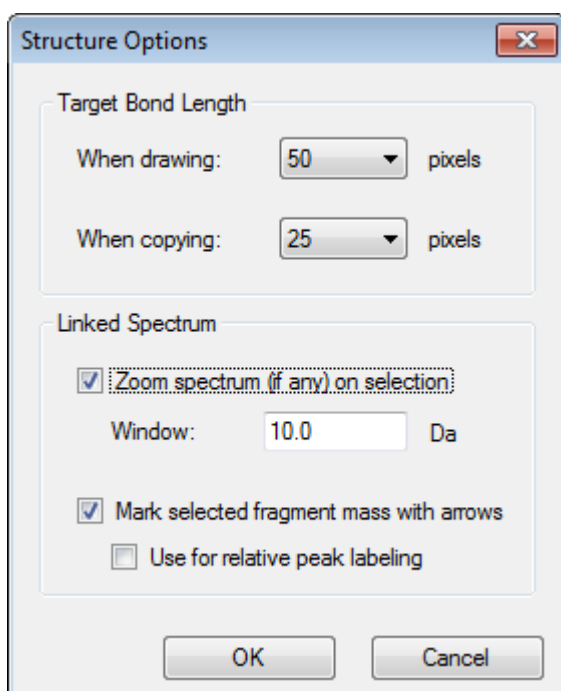 Structure Options
Target Bond Length
When drawing: 50 pixels
When copying: 25 pixels
Linked Spectrum
Zoom spectrum (if any) on selection
Window: 10.0 Da
Mark selected fragment mass with arrows
Use for relative peak labeling
OK Cancel